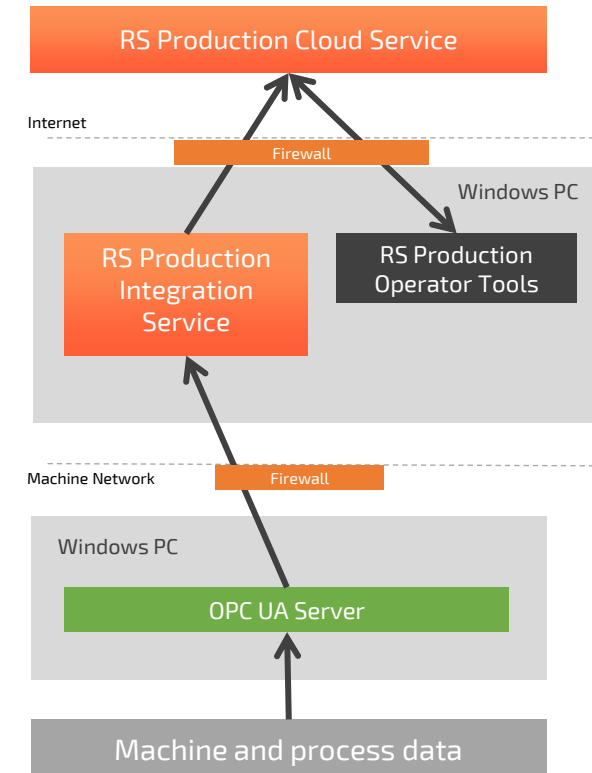 RS Production Cloud Service
Internet
Firewall
Windows PC
RS Production
Integration
Service
RS Production
Operator Tools
Machine Network
Firewall
Windows PC
OPC UA Server
Machine and process data